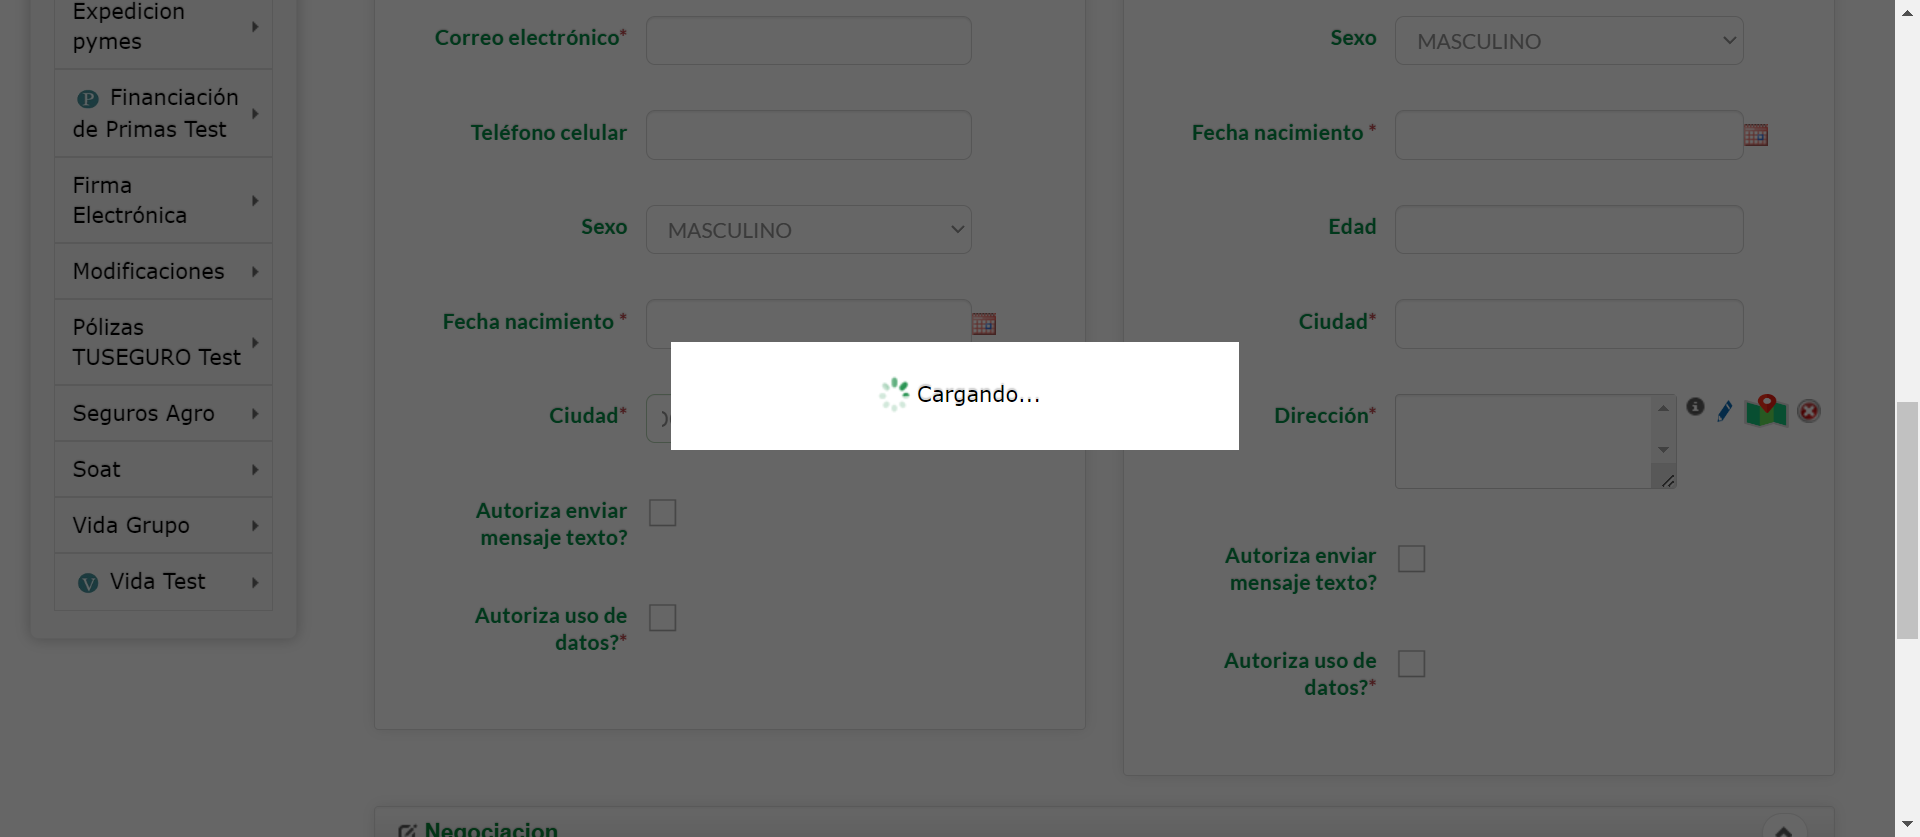 Expedicion
pymes
Financiación
de Primas Test
Firma
Electrónica
Modificaciones
Pólizas
TUSEGURO Test
Seguros Agro
Soat
Vida Grupo
Vida Test
Correo electrónico*
Teléfono celular
Sexo MASCULINO
Fecha nacimiento *
Ciudad*
Autoriza enviar
mensaje texto?
Autoriza uso de
datos?*
Cargando...
Sexo MASCULINO
Fecha nacimiento *
Edad
Ciudad*
Dirección*
Autoriza enviar
mensaje texto?
Autoriza uso de
datos?*
Negociacion